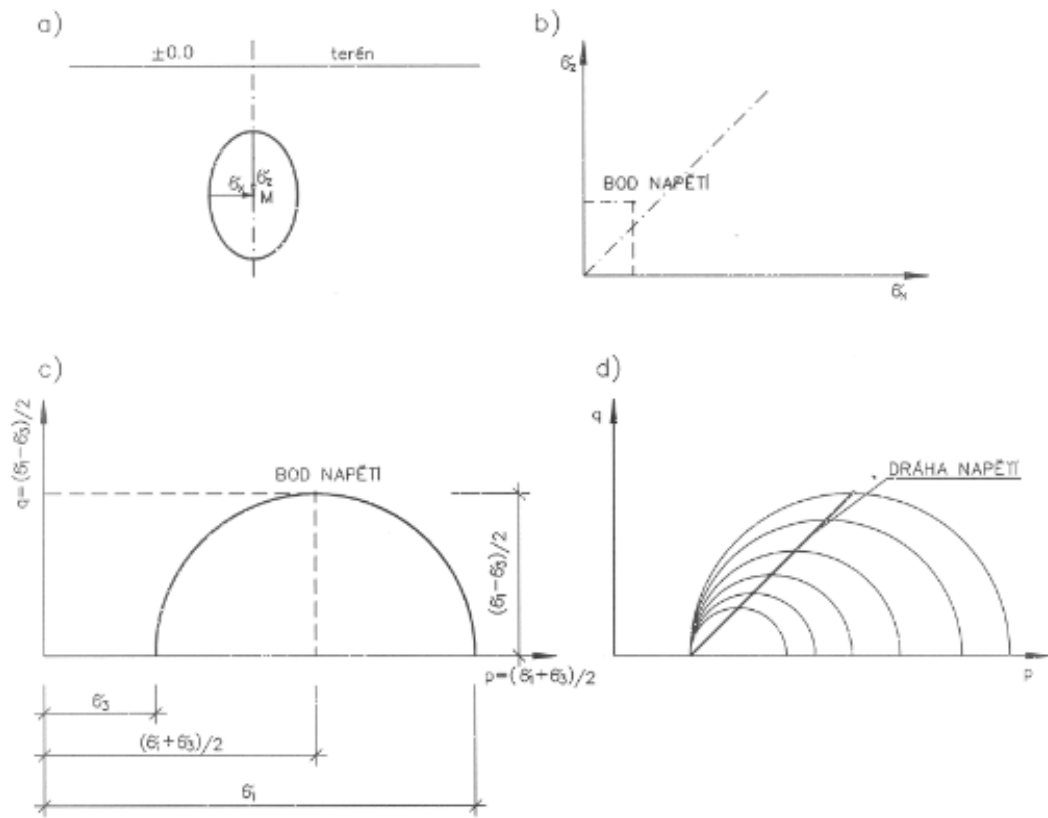 a)
±0.0 terén
σx
σz
M
b)
σz
BOD NAPĚTÍ
σx
c)
q=(σ1-σ3)/2
BOD NAPĚTÍ
(σ1-σ3)/2
p=(σ1+σ3)/2
σ3
(σ1+σ3)/2
σ1
d)
q
DRÁHA NAPĚTÍ
p